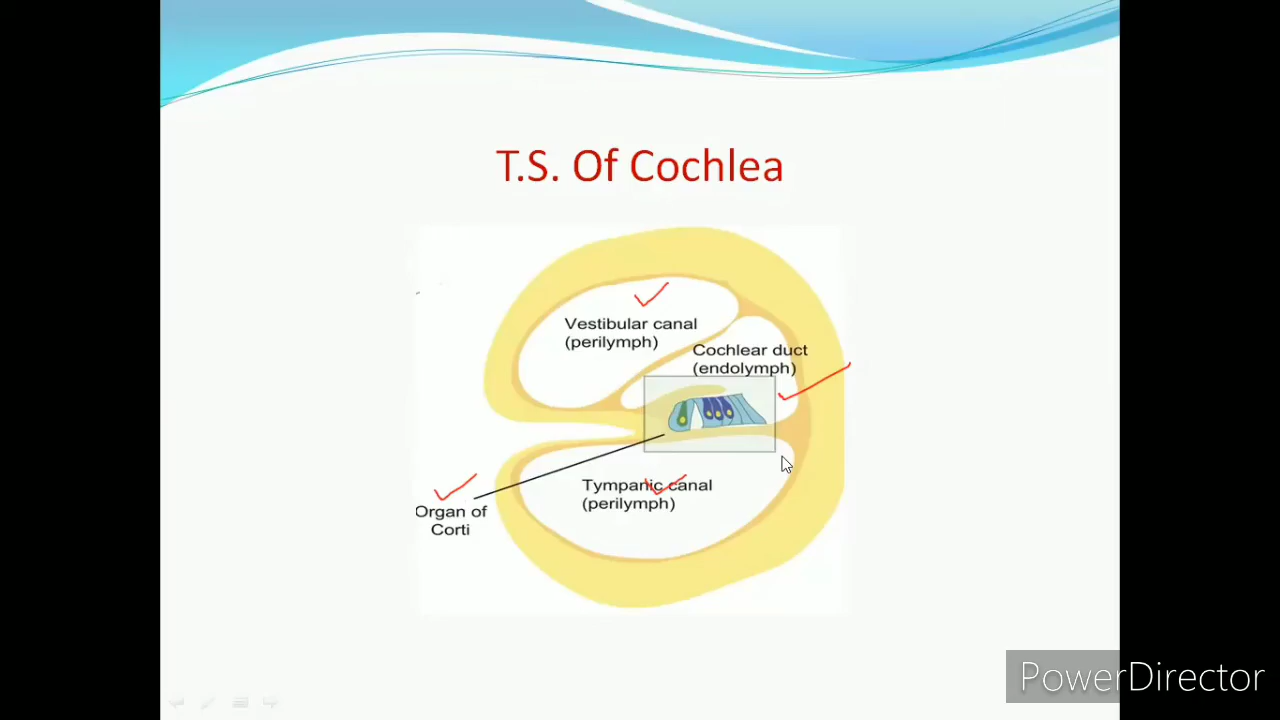 T.S. Of Cochlea
Vestibular canal
(perilymph)
Cochlear duct
(endolymph)
Tympanic canal
(perilymph)
Organ of
Corti
PowerDirector